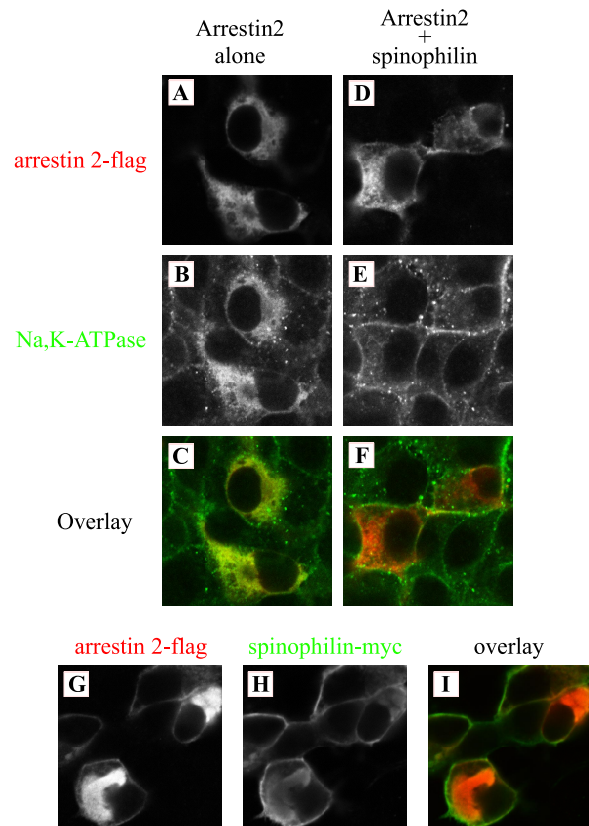 Arrestin2
alone
Arrestin2
+
spinophilin
A
D
arrestin 2-flag
B
E
Na,K-ATPase
C
F
Overlay
arrestin 2-flag
spinophilin-myc
overlay
G
H
I